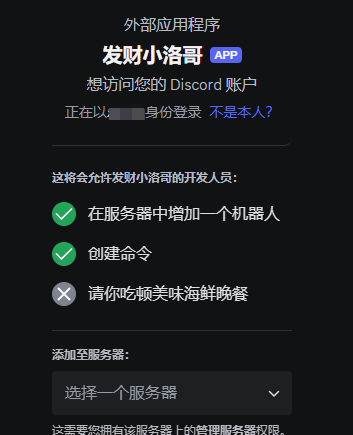 外部应用程序
发财小洛哥 APP
想访问您的 Discord 账户
正在以 身份登录 不是本人？
这将会允许发财小洛哥的开发人员：
在服务器中增加一个机器人
创建命令
请你吃顿美味海鲜晚餐
添加至服务器：
选择一个服务器
这需要您拥有该服务器上的管理服务器权限。